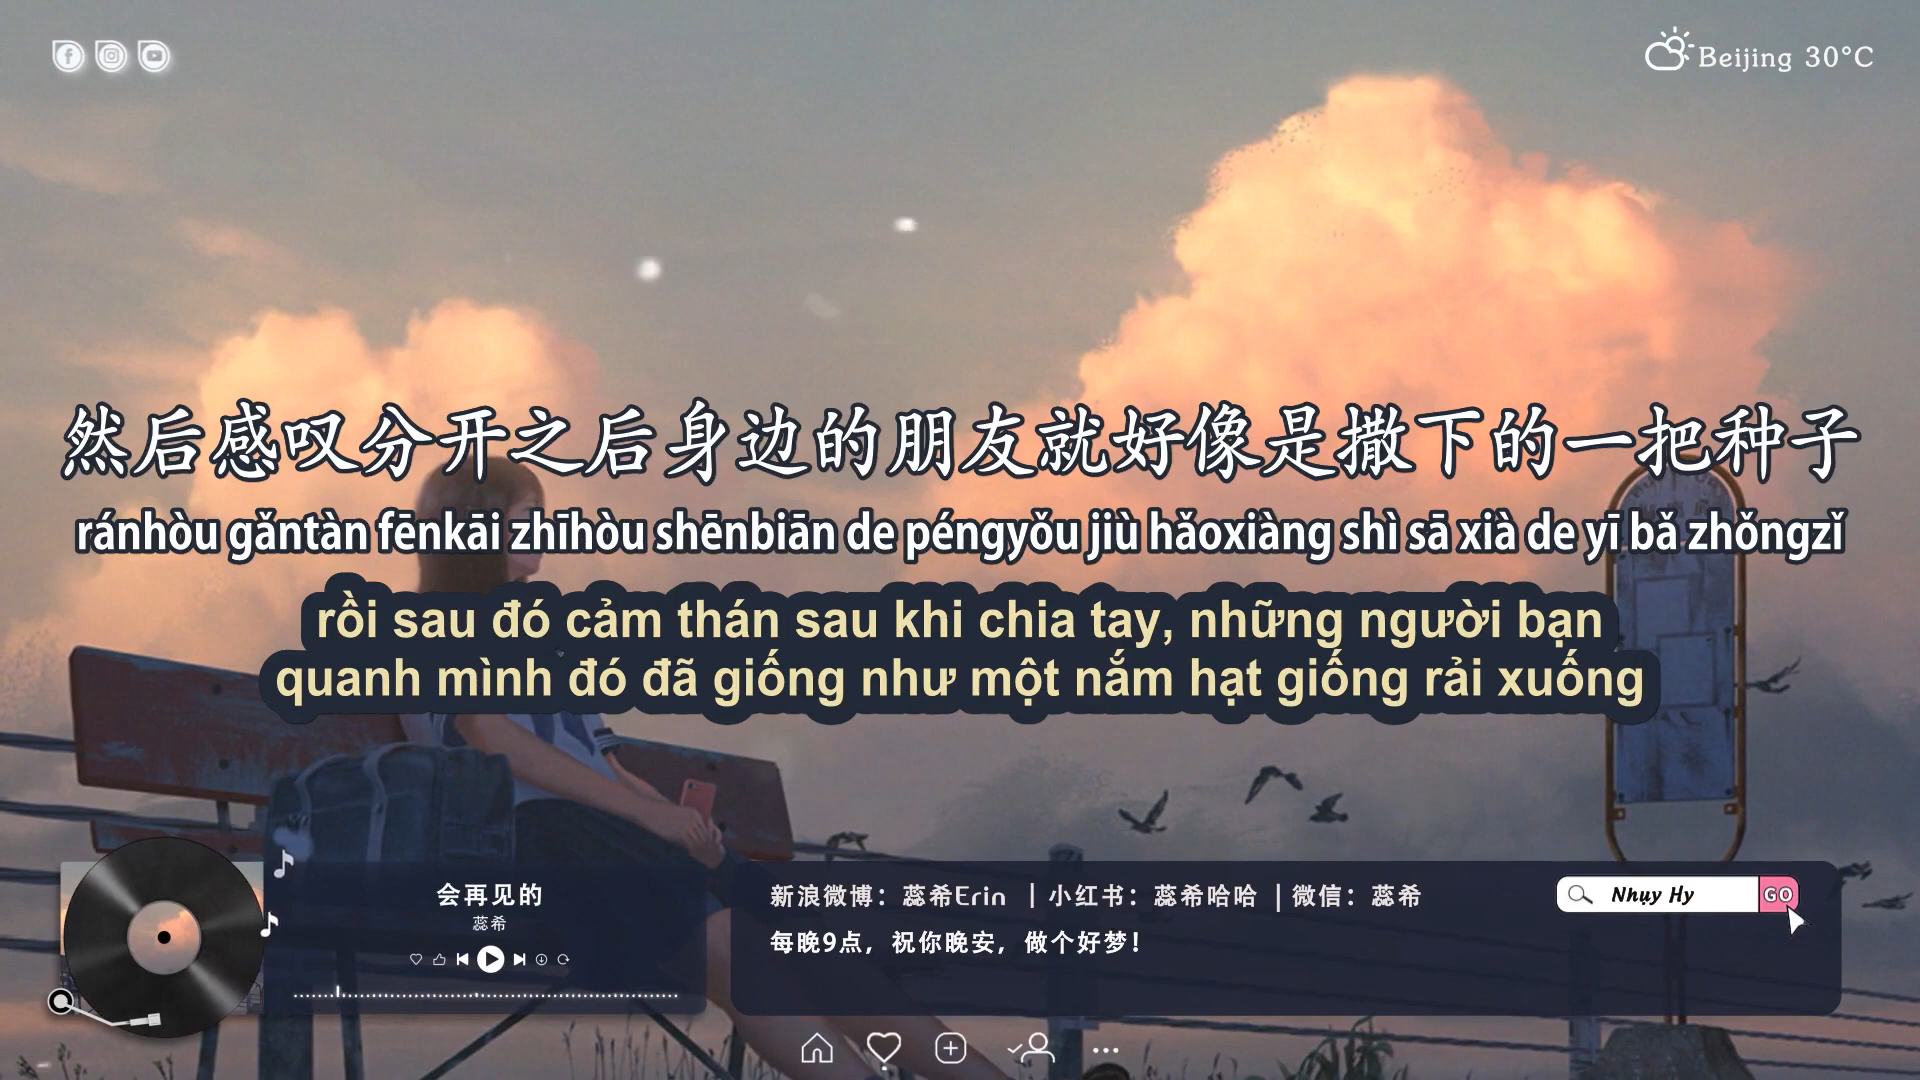 Beijing 30°C
然后感叹分开之后身边的朋友就好像是撒下的一把种子
ránhòu gǎntàn fēnkāi zhīhòu shēnbiān de péngyǒu jiù hǎoxiàng shì sā xià de yī bǎ zhǒngzǐ
rồi sau đó cảm thán sau khi chia tay, những người bạn
quanh mình đó đã giống như một nắm hạt giống rải xuống
会再见的
蕊希
新浪微博：蕊希Erin ｜小红书：蕊希哈哈 ｜微信：蕊希
Nhụy Hy GO
每晚9点，祝你晚安，做个好梦！